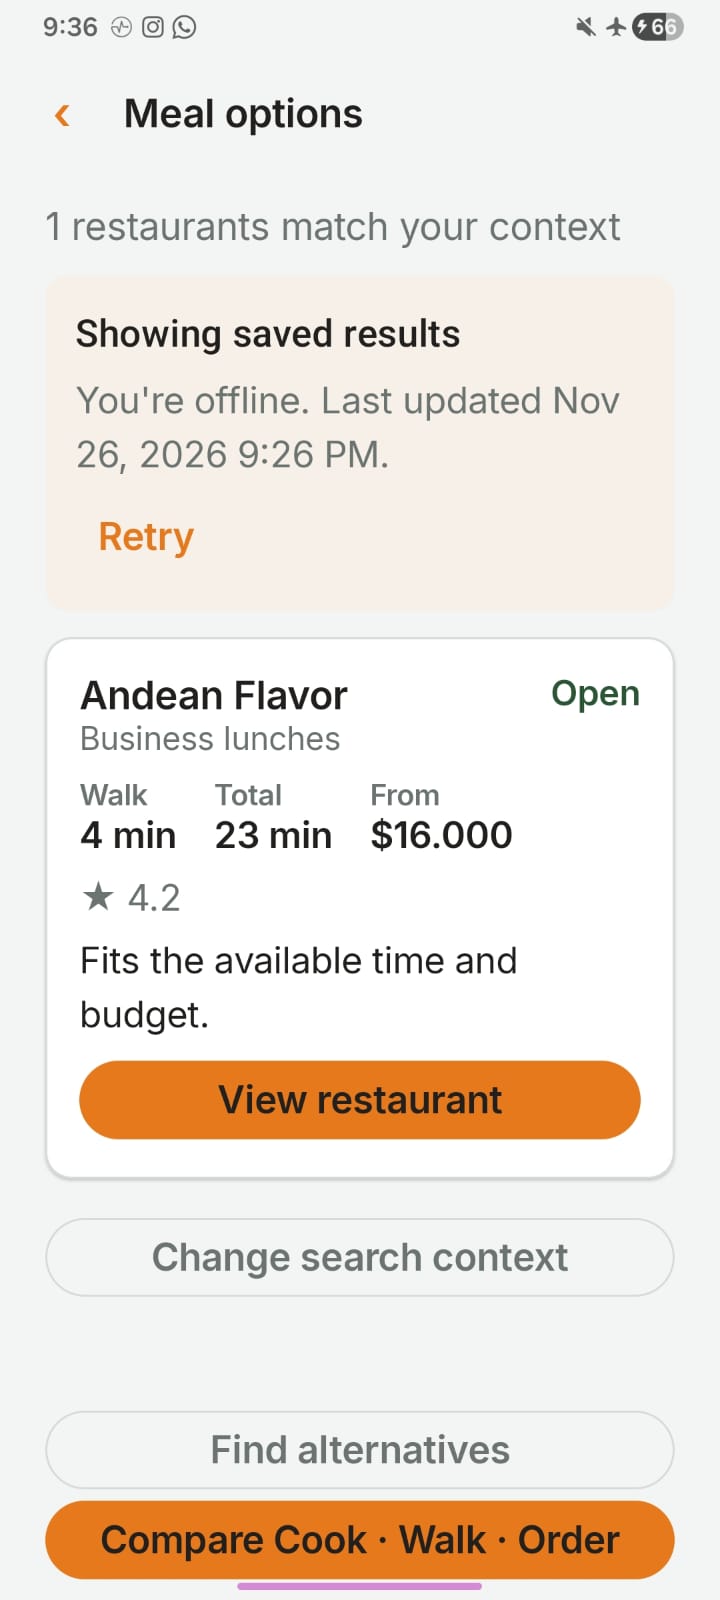 9:36
66
Meal options
1 restaurants match your context
Showing saved results
You're offline. Last updated Nov
26, 2026 9:26 PM.
Retry
Andean Flavor
Open
Business lunches
Walk Total From
4 min 23 min $16.000
★ 4.2
Fits the available time and
budget.
View restaurant
Change search context
Find alternatives
Compare Cook · Walk · Order